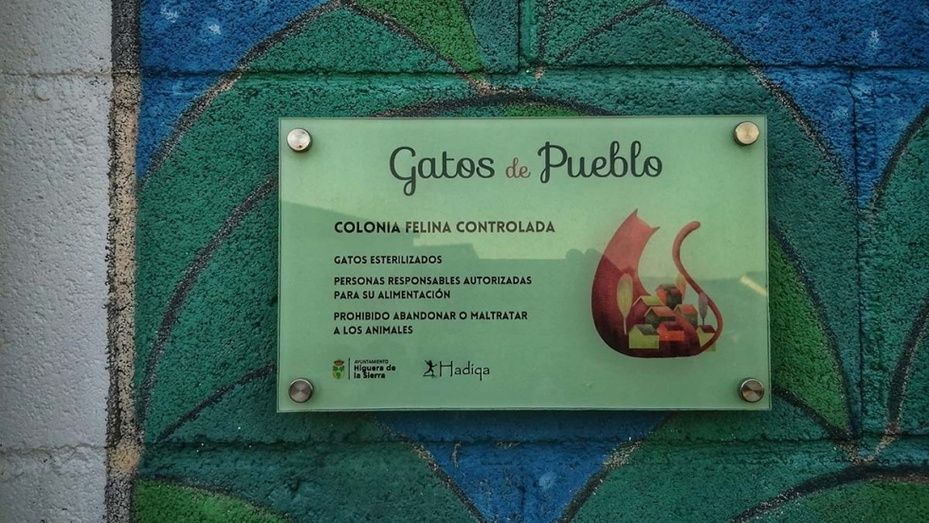 Gatos de Pueblo
COLONIA FELINA CONTROLADA
GATOS ESTERILIZADOS
PERSONAS RESPONSABLES AUTORIZADAS
PARA SU ALIMENTACIÓN
PROHIBIDO ABANDONAR O MALTRATAR
A LOS ANIMALES
AYUNTAMIENTO
Higuera de
la Sierra
Hadiqa